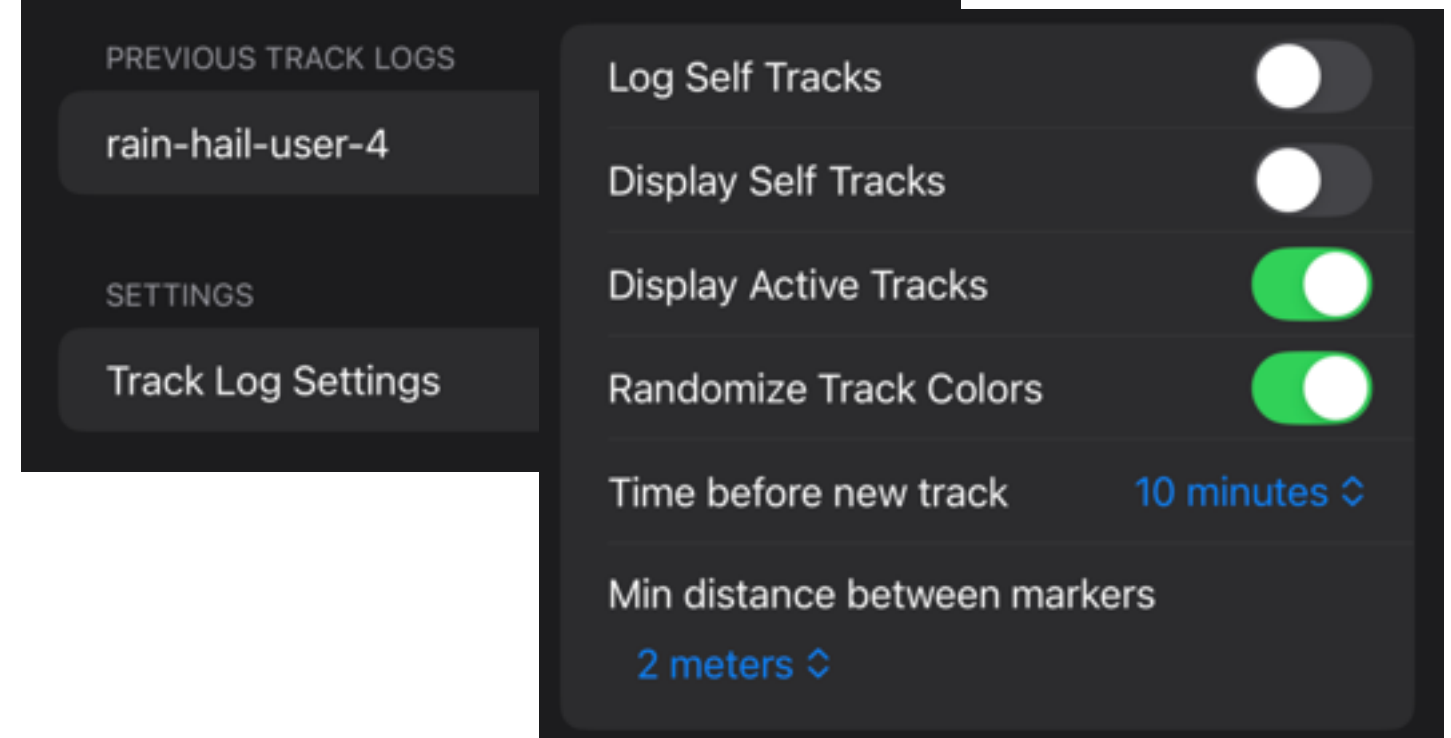 PREVIOUS TRACK LOGS
rain-hail-user-4
SETTINGS
Track Log Settings
Log Self Tracks
Display Self Tracks
Display Active Tracks
Randomize Track Colors
Time before new track 10 minutes
Min distance between markers
2 meters